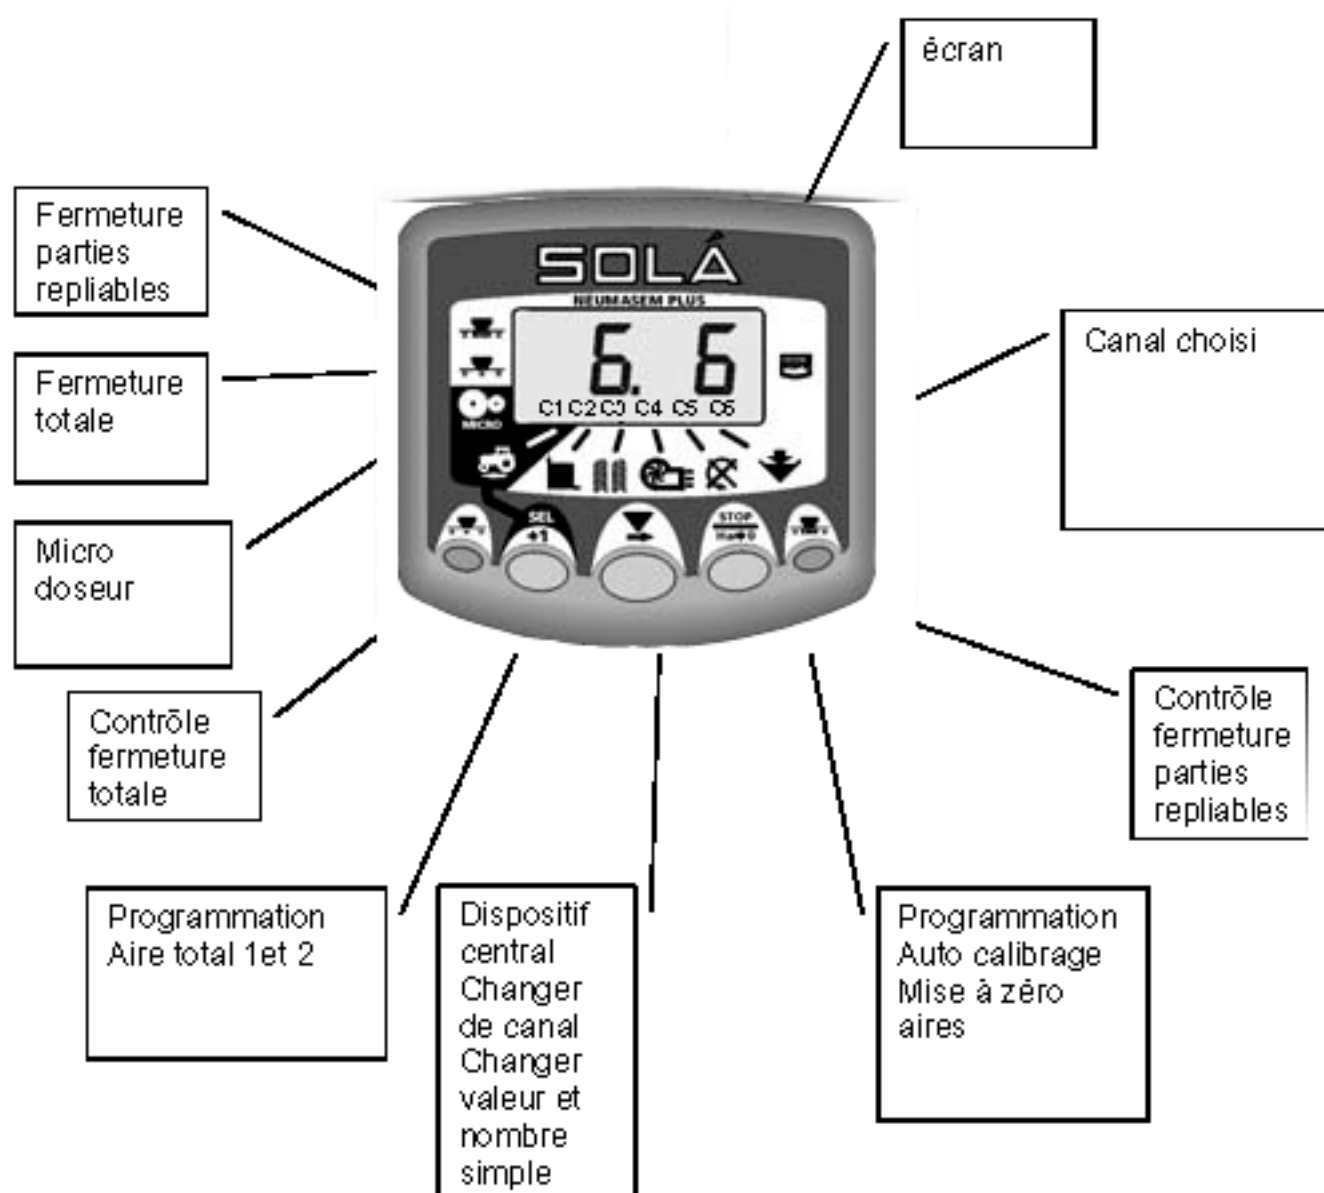 écran
Fermeture
parties
repliables
SOLÁ
NEUMASEM PLUS
6. 6
Canal choisi
Fermeture
totale
C1 C2 C3 C4 C5 C6
MICRO
SEL
+1
STOP
Ha➔0
Micro
doseur
Contrôle
fermeture
totale
Contrôle
fermeture
parties
repliables
Programmation
Aire total 1et 2
Dispositif
central
Changer
de canal
Changer
valeur et
nombre
simple
Programmation
Auto calibrage
Mise à zéro
aires